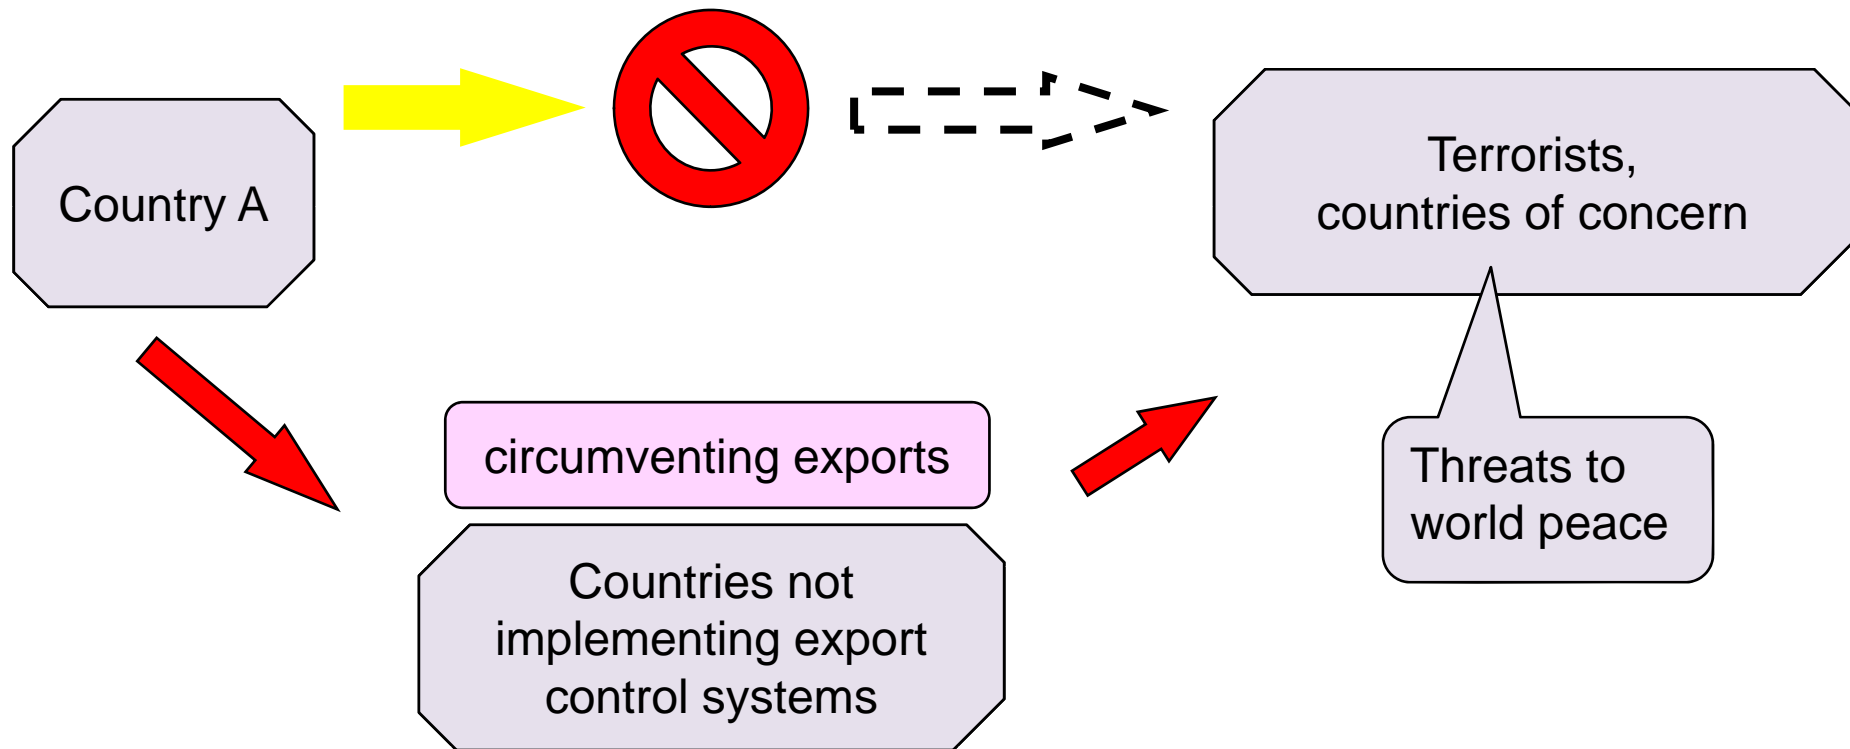 Country A
Terrorists,
countries of concern
circumventing exports
Countries not
implementing export
control systems
Threats to
world peace